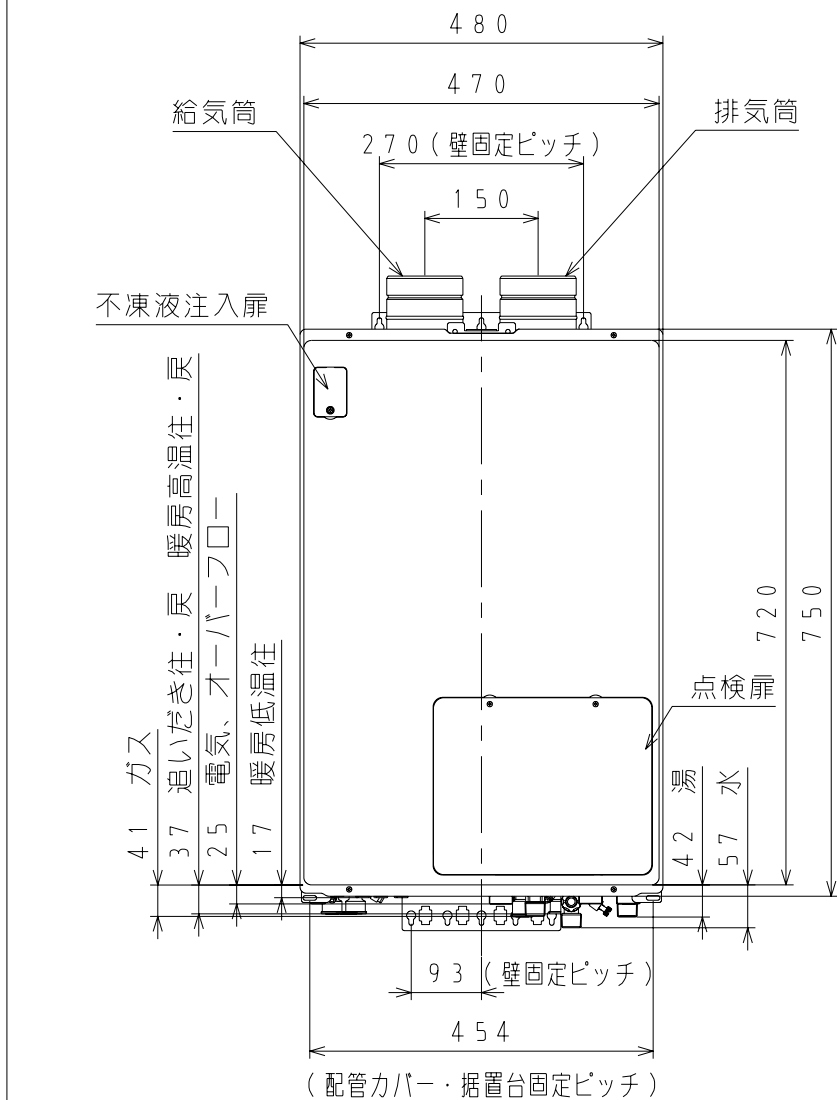 480
470
給気筒
排気筒
270(壁固定ピッチ)
150
不凍液注入扉
41 ガス
37 追いだき往・戻 暖房高温往・戻
25 電気、オーバーフロー
17 暖房低温往
720
750
点検扉
42 湯
57 水
93(壁固定ピッチ)
454
(配管カバー・据置台固定ピッチ)